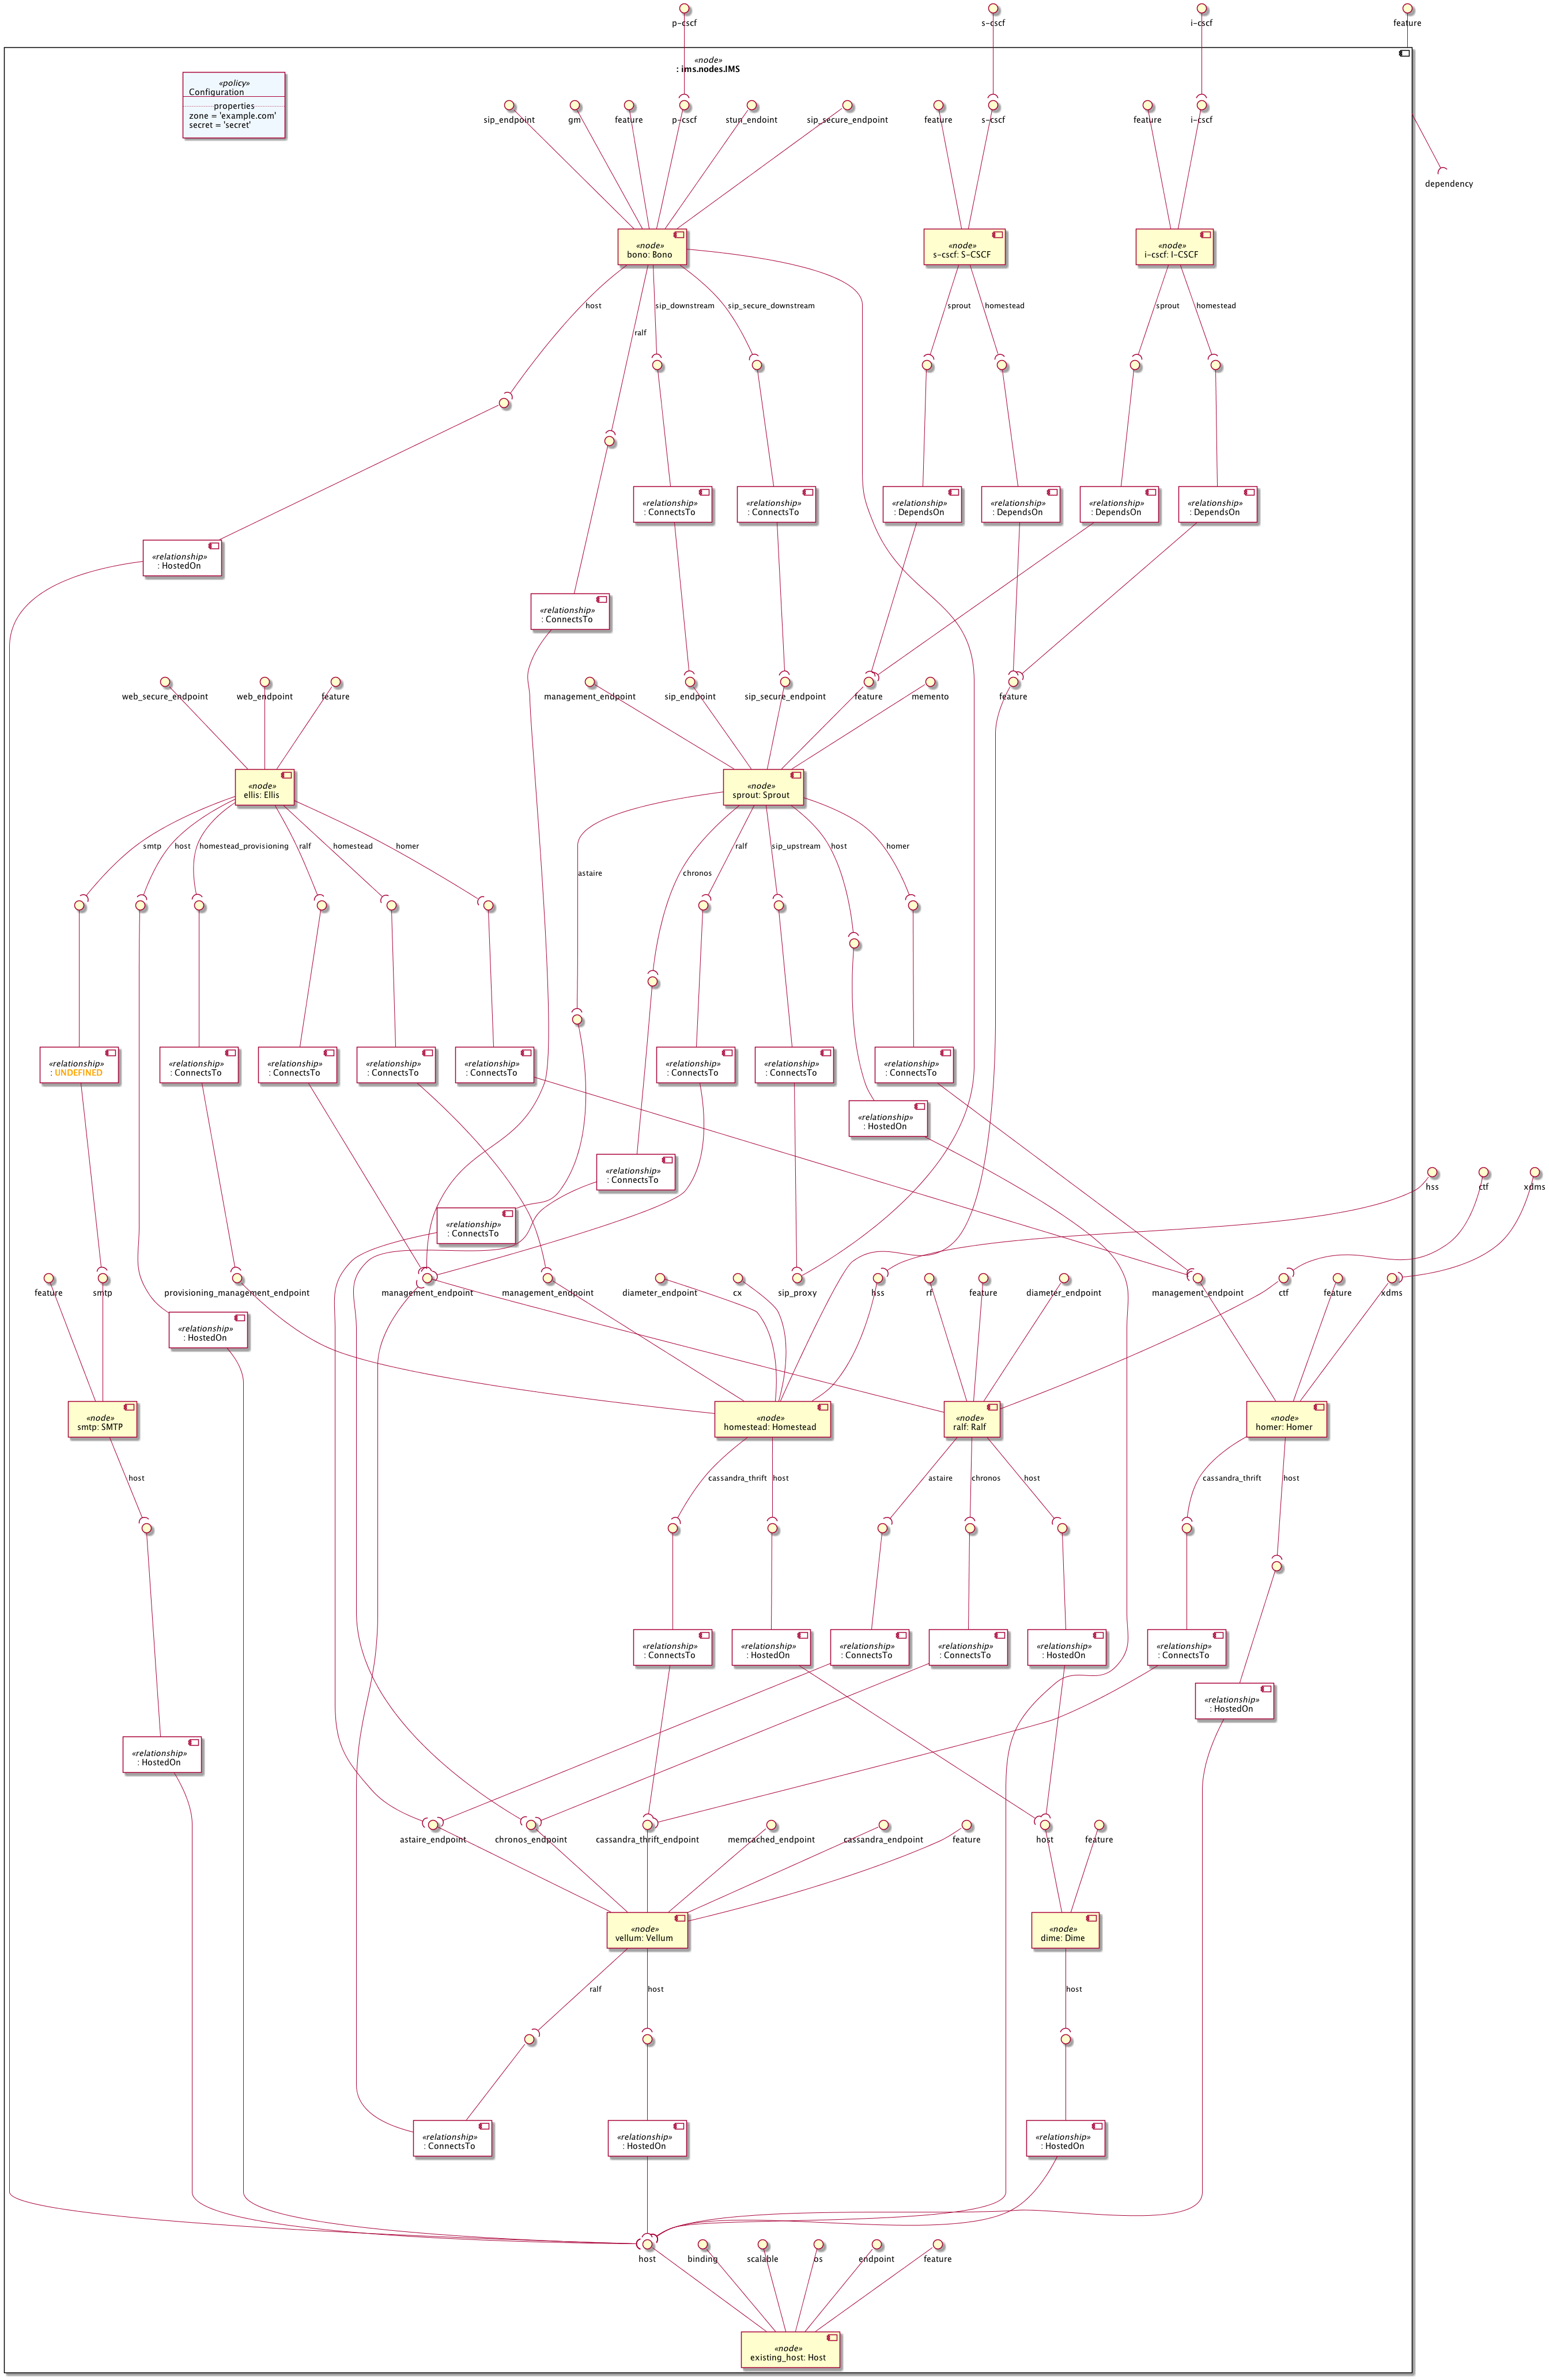 p-cscf
s-cscf
i-cscf
feature
«node»
: ims.nodes.IMS
«policy»
Configuration
properties
zone = 'example.com'
secret = 'secret'
sip_endpoint
gm
feature
p-cscf
stun_endoint
sip_secure_endpoint
feature
s-cscf
feature
i-cscf
dependency
«node»
bono: Bono
«node»
s-cscf: S-CSCF
«node»
i-cscf: I-CSCF
host
sip_downstream
sip_secure_downstream
sprout
homestead
sprout
homestead
ralf
«relationship»
: ConnectsTo
«relationship»
: ConnectsTo
«relationship»
: DependsOn
«relationship»
: DependsOn
«relationship»
: DependsOn
«relationship»
: DependsOn
«relationship»
: HostedOn
«relationship»
: ConnectsTo
web_secure_endpoint
web_endpoint
feature
management_endpoint
sip_endpoint
sip_secure_endpoint
feature
memento
feature
«node»
ellis: Ellis
«node»
sprout: Sprout
smtp
host
homestead_provisioning
ralf
homestead
homer
astaire
chronos
ralf
sip_upstream
host
homer
«relationship»
: UNDEFINED
«relationship»
: ConnectsTo
«relationship»
: ConnectsTo
«relationship»
: ConnectsTo
«relationship»
: ConnectsTo
«relationship»
: ConnectsTo
«relationship»
: ConnectsTo
«relationship»
: ConnectsTo
«relationship»
: HostedOn
«relationship»
: ConnectsTo
hss
ctf
xdms
«relationship»
: ConnectsTo
feature
smtp
provisioning_management_endpoint
management_endpoint
management_endpoint
diameter_endpoint
cx
sip_proxy
hss
rf
feature
diameter_endpoint
management_endpoint
ctf
feature
xdms
«relationship»
: HostedOn
«node»
smtp: SMTP
«node»
homestead: Homestead
«node»
ralf: Ralf
«node»
homer: Homer
host
cassandra_thrift
host
astaire
chronos
host
cassandra_thrift
host
«relationship»
: ConnectsTo
«relationship»
: HostedOn
«relationship»
: ConnectsTo
«relationship»
: ConnectsTo
«relationship»
: HostedOn
«relationship»
: ConnectsTo
«relationship»
: HostedOn
«relationship»
: HostedOn
astaire_endpoint
chronos_endpoint
cassandra_thrift_endpoint
memcached_endpoint
cassandra_endpoint
feature
host
feature
«node»
vellum: Vellum
«node»
dime: Dime
ralf
host
host
«relationship»
: ConnectsTo
«relationship»
: HostedOn
«relationship»
: HostedOn
host
binding
scalable
os
endpoint
feature
«node»
existing_host: Host